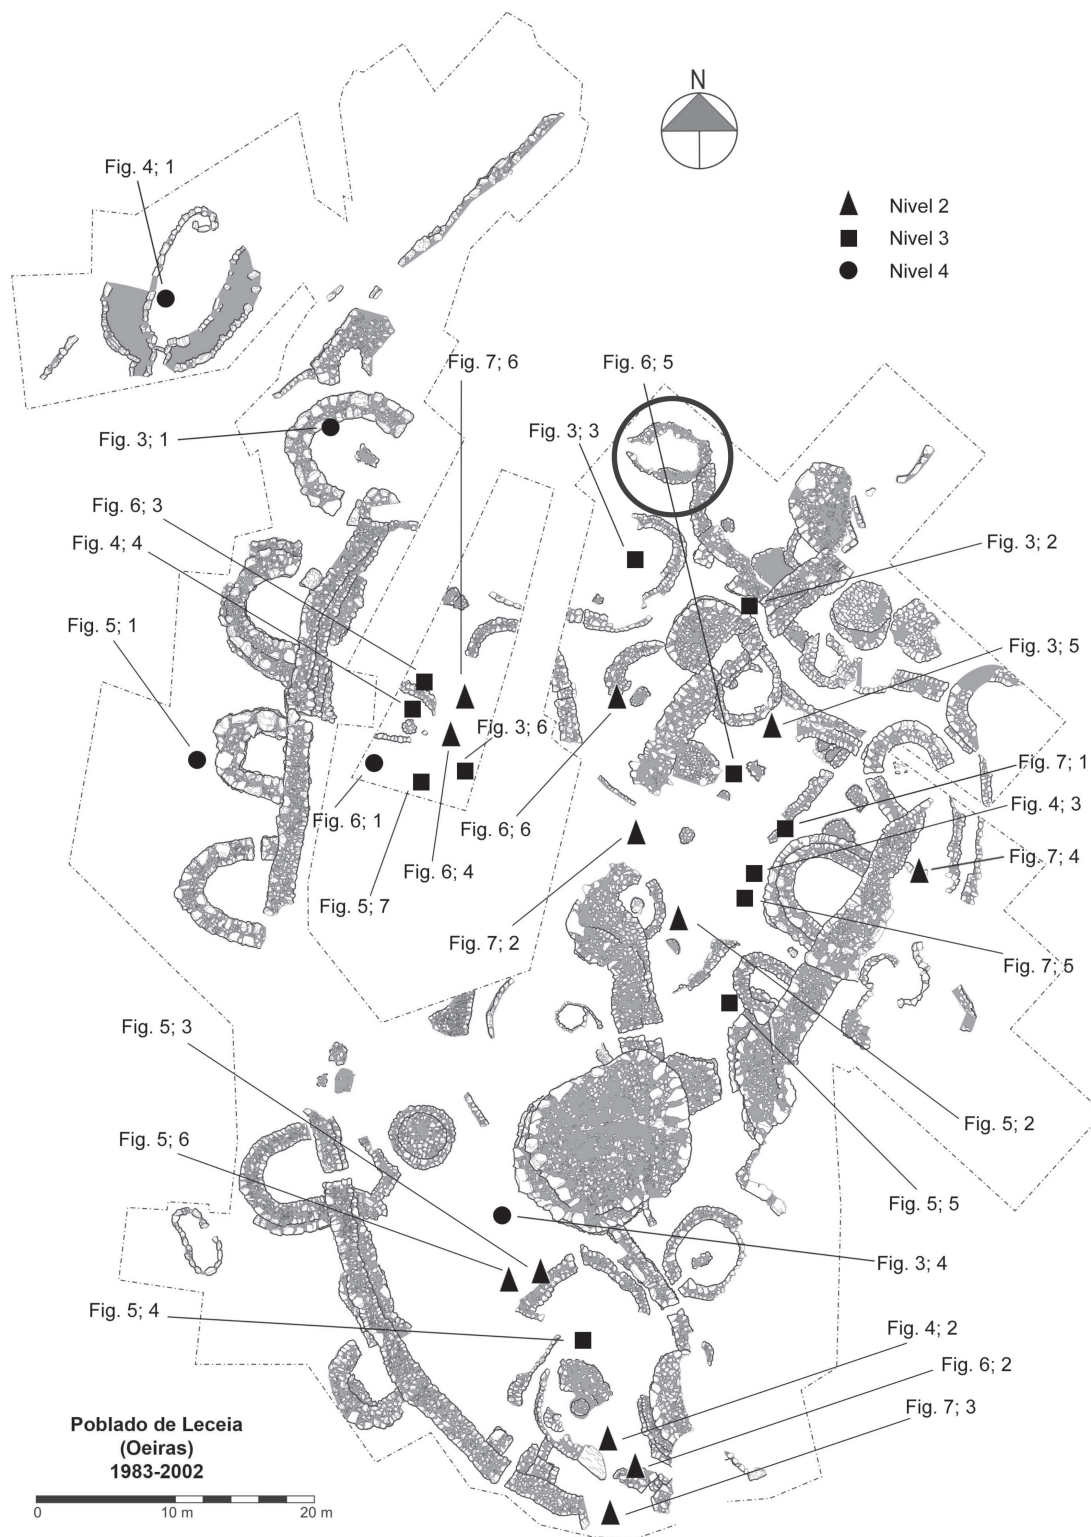 N
Fig. 4; 1
Nivel 2
Nivel 3
Nivel 4
Fig. 7; 6
Fig. 6; 5
Fig. 3; 1
Fig. 3; 3
Fig. 6; 3
Fig. 4; 4
Fig. 3; 2
Fig. 5; 1
Fig. 3; 5
Fig. 3; 6
Fig. 7; 1
Fig. 6; 1
Fig. 6; 6
Fig. 4; 3
Fig. 7; 4
Fig. 6; 4
Fig. 5; 7
Fig. 7; 2
Fig. 7; 5
Fig. 5; 3
Fig. 5; 2
Fig. 5; 6
Fig. 5; 5
Fig. 3; 4
Fig. 5; 4
Fig. 4; 2
Fig. 6; 2
Fig. 7; 3
Poblado de Leceia
(Oeiras)
1983-2002
0 10 m 20 m